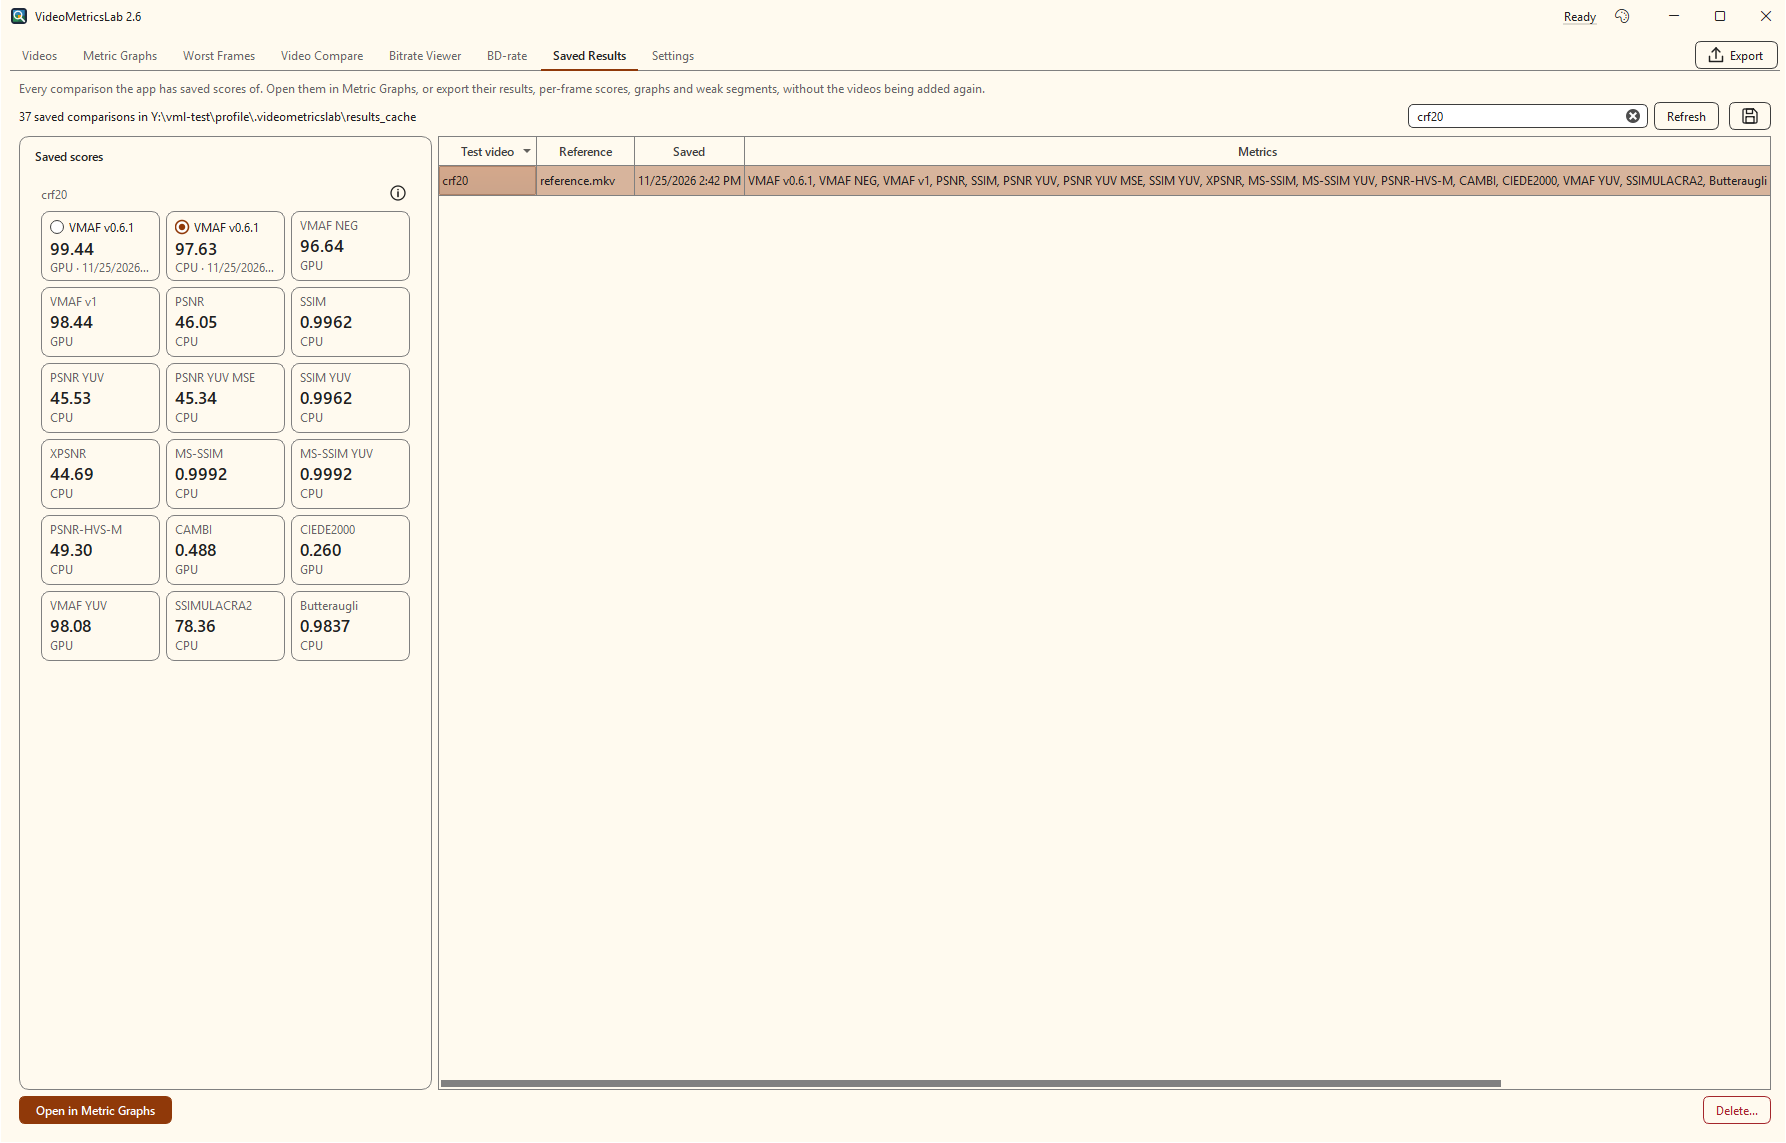 VideoMetricsLab 2.6
Ready
Videos
Metric Graphs
Worst Frames
Video Compare
Bitrate Viewer
BD-rate
Saved Results
Settings
Export
Every comparison the app has saved scores of. Open them in Metric Graphs, or export their results, per-frame scores, graphs and weak segments, without the videos being added again.
37 saved comparisons in Y:\vml-test\profile\.videometricslab\results_cache
crf20
Refresh
Saved scores
crf20
VMAF v0.6.1
99.44
GPU · 11/25/2026...
VMAF v0.6.1
97.63
CPU · 11/25/2026...
VMAF NEG
96.64
GPU
VMAF v1
98.44
GPU
PSNR
46.05
CPU
SSIM
0.9962
CPU
PSNR YUV
45.53
CPU
PSNR YUV MSE
45.34
CPU
SSIM YUV
0.9962
CPU
XPSNR
44.69
CPU
MS-SSIM
0.9992
CPU
MS-SSIM YUV
0.9992
CPU
PSNR-HVS-M
49.30
CPU
CAMBI
0.488
GPU
CIEDE2000
0.260
GPU
VMAF YUV
98.08
GPU
SSIMULACRA2
78.36
CPU
Butteraugli
0.9837
CPU
Test video
Reference
Saved
Metrics
crf20
reference.mkv
11/25/2026 2:42 PM
VMAF v0.6.1, VMAF NEG, VMAF v1, PSNR, SSIM, PSNR YUV, PSNR YUV MSE, SSIM YUV, XPSNR, MS-SSIM, MS-SSIM YUV, PSNR-HVS-M, CAMBI, CIEDE2000, VMAF YUV, SSIMULACRA2, Butteraugli
Open in Metric Graphs
Delete...